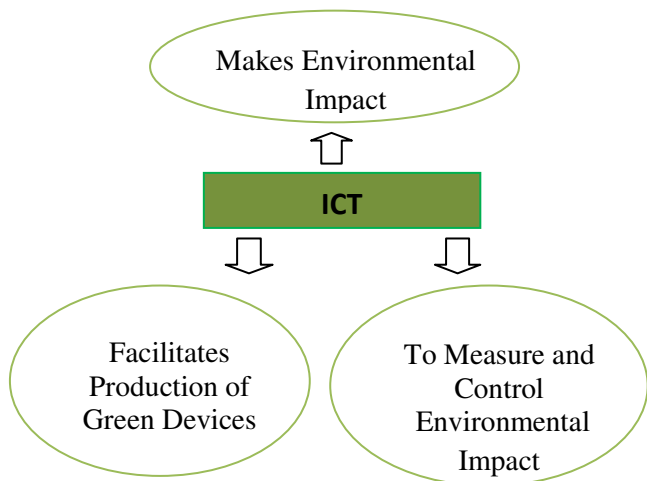 Makes Environmental
Impact
ICT
Facilitates
Production of
Green Devices
To Measure and
Control
Environmental
Impact